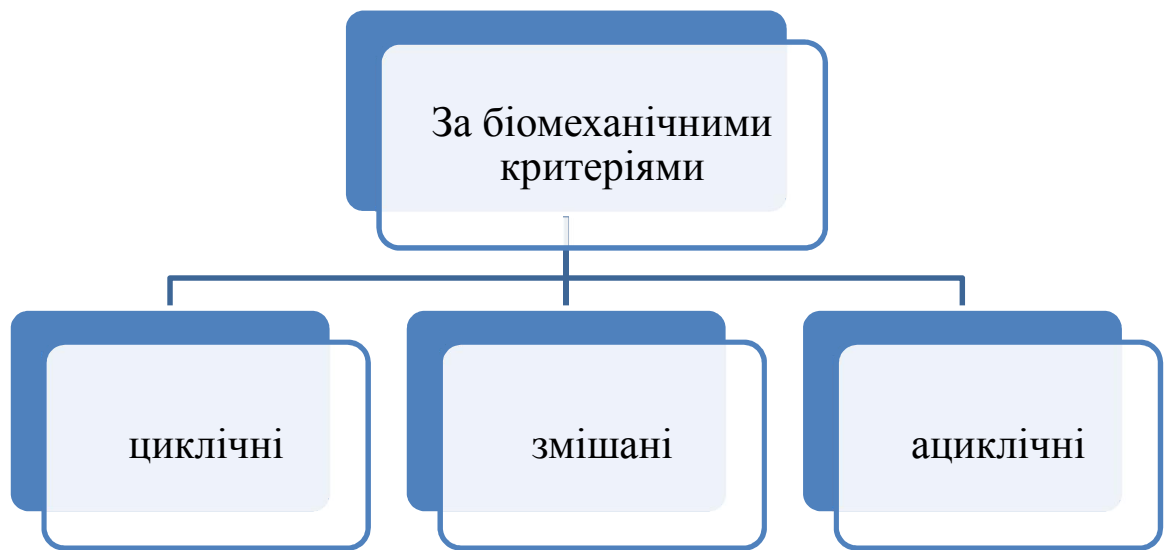 За біомеханічними
критеріями
циклічні
змішані
ациклічні